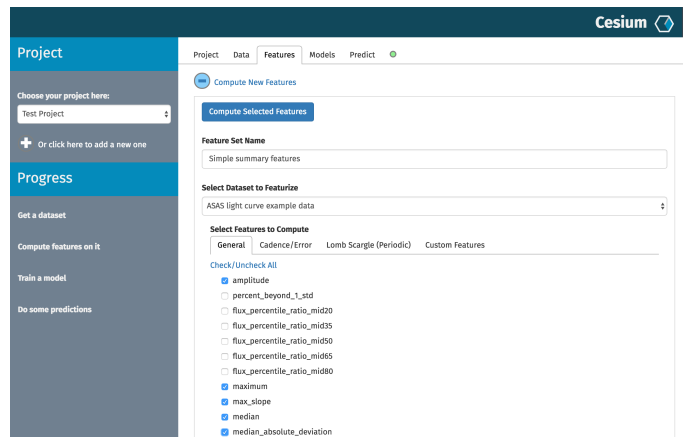 Cesium
Project
Choose your project here:
Test Project
Or click here to add a new one
Progress
Get a dataset
Compute features on it
Train a model
Do some predictions
Project Data Features Models Predict
Compute New Features
Compute Selected Features
Feature Set Name
Simple summary features
Select Dataset to Featurize
ASAS light curve example data
Select Features to Compute
General Cadence/Error Lomb Scargle (Periodic) Custom Features
Check/Uncheck All
amplitude
percent_beyond_1_std
flux_percentile_ratio_mid20
flux_percentile_ratio_mid35
flux_percentile_ratio_mid50
flux_percentile_ratio_mid65
flux_percentile_ratio_mid80
maximum
max_slope
median
median_absolute_deviation